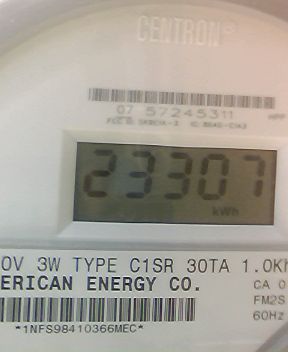 CENTRON
07 57245311
23307
kWh
0V 3W TYPE C1SR 30TA 1.0Kh
ERICAN ENERGY CO.
CA 0
FM2S
60Hz
*1NFS98410366MEC*